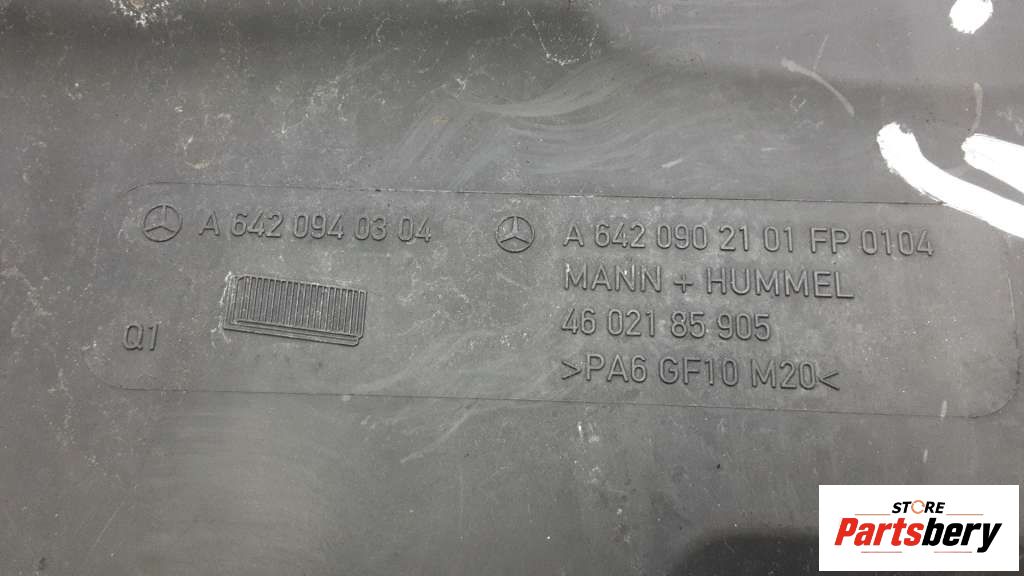 A 642 094 03 04
Q1
A 642 090 21 01 FP 0104
MANN + HUMMEL
46 021 85 905
>PA6 GF10 M20<
STORE
Partsbery